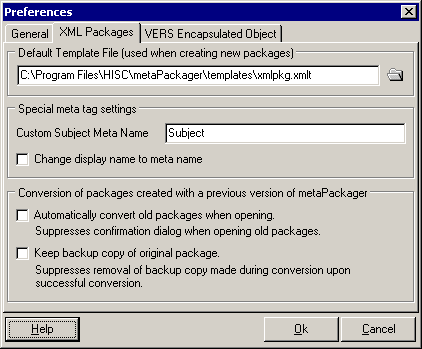 Preferences
General
XML Packages
VERS Encapsulated Object
Default Template File (used when creating new packages)
C:\Program Files\HISC\metaPackager\templates\xmlpkg.xmlt
Special meta tag settings
Custom Subject Meta Name
Subject
Change display name to meta name
Conversion of packages created with a previous version of metaPackager
Automatically convert old packages when opening.
Suppresses confirmation dialog when opening old packages.
Keep backup copy of original package.
Suppresses removal of backup copy made during conversion upon
successful conversion.
Help
Ok
Cancel